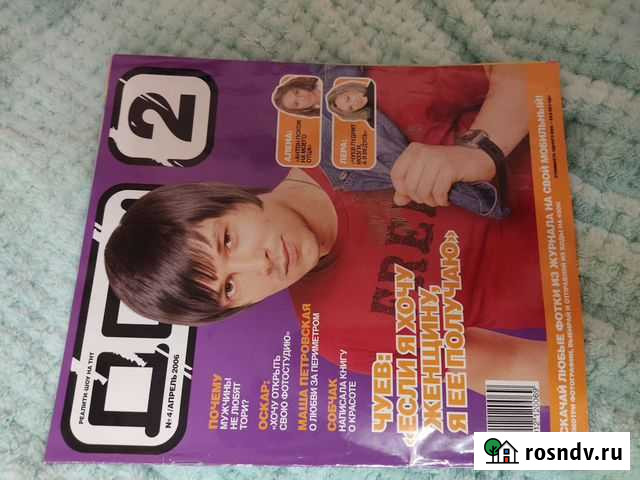 ДОМ
2
РЕАЛИТИ-ШОУ НА ТНТ
№4/АПРЕЛЬ 2006
АЛЕНА:
ЛЕРА:
ПОЧЕМУ
МУЖЧИНЫ
НЕ ЛЮБЯТ
ТОРИ?
ОСКАР:
«ХОЧУ ОТКРЫТЬ
СВОЮ ФОТОСТУДИЮ»
МАША ПЕТРОВСКАЯ
О ЛЮБВИ ЗА ПЕРИМЕТРОМ
СОБЧАК
НАПИСАЛА КНИГУ
О КРАСОТЕ
ЧУЕВ:
«ЕСЛИ Я ХОЧУ
ЖЕНЩИНУ,
Я ЕЁ ПОЛУЧАЮ»
СКАЧАЙ ЛЮБЫЕ ФОТКИ ИЗ ЖУРНАЛА НА СВОЙ МОБИЛЬНЫЙ!
rosndv.ru